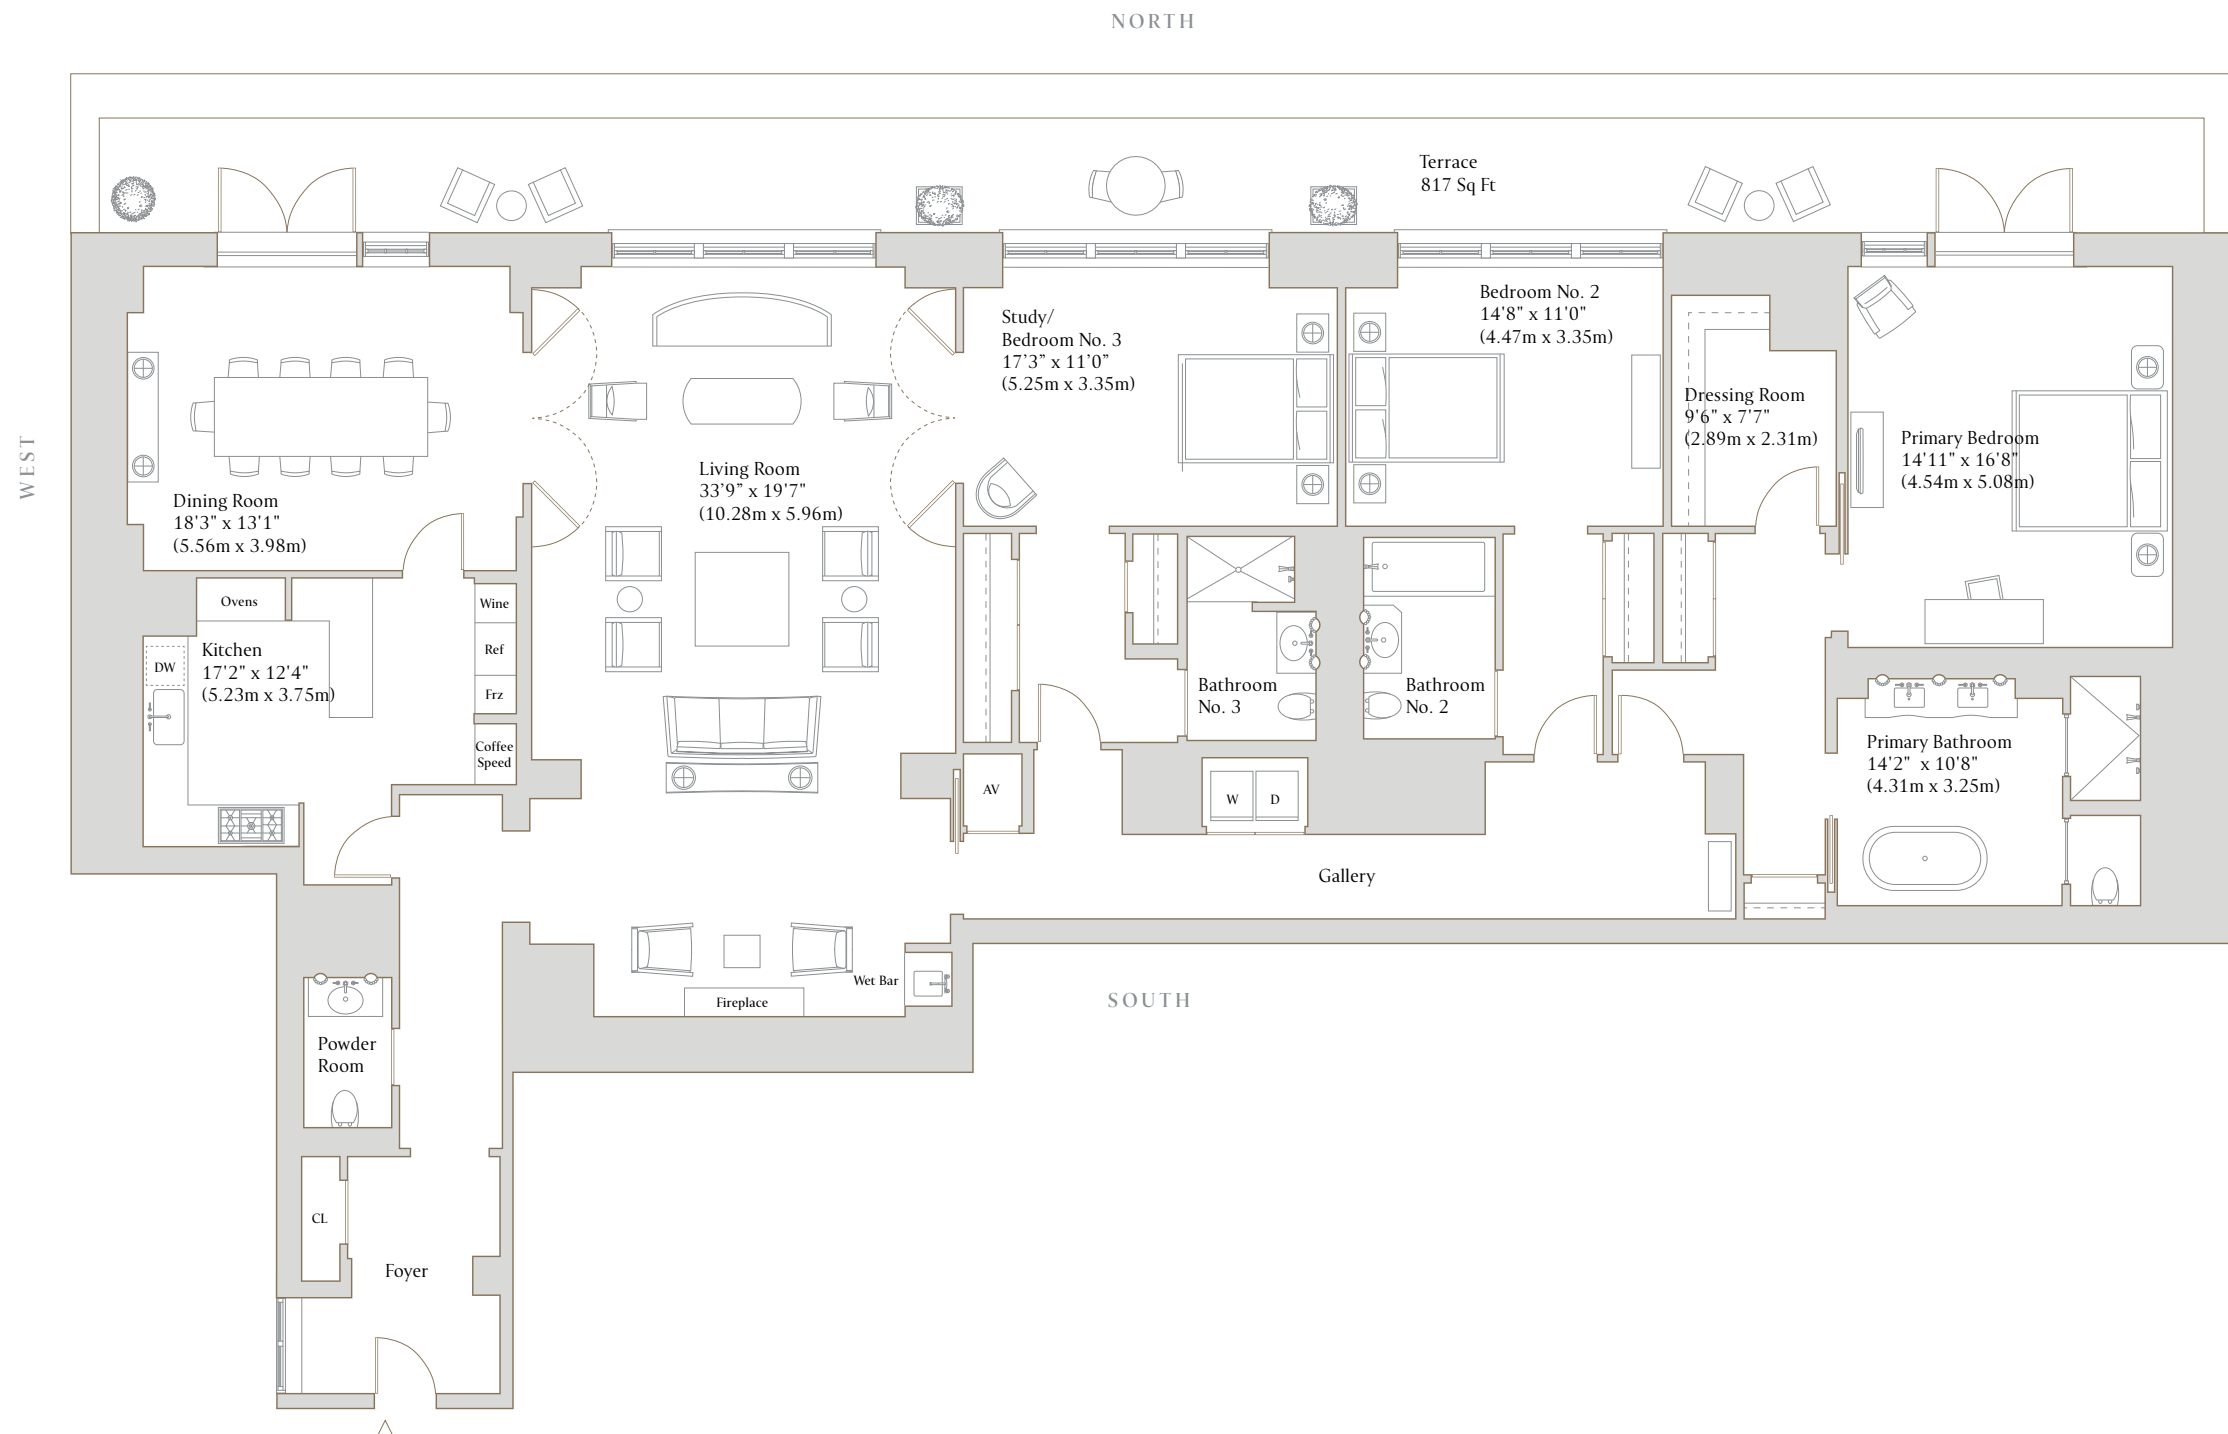 NORTH
Terrace
817 Sq Ft
WEST
Study/
Bedroom No. 3
17’3” x 11’0”
(5.25m x 3.35m)
Bedroom No. 2
14'8" x 11'0"
(4.47m x 3.35m)
Dressing Room
9'6" x 7'7"
(2.89m x 2.31m)
Primary Bedroom
14'11" x 16'8"
(4.54m x 5.08m)
Living Room
33’9” x 19’7”
(10.28m x 5.96m)
Dining Room
18'3" x 13'1"
(5.56m x 3.98m)
Ovens
Wine
Kitchen
17'2" x 12'4"
(5.23m x 3.75m)
DW
Ref
Frz
Coffee
Speed
Bathroom
No. 3
Bathroom
No. 2
Primary Bathroom
14'2"  x 10'8"
(4.31m x 3.25m)
AV
W
D
Gallery
Wet Bar
Fireplace
SOUTH
Powder
Room
CL
Foyer